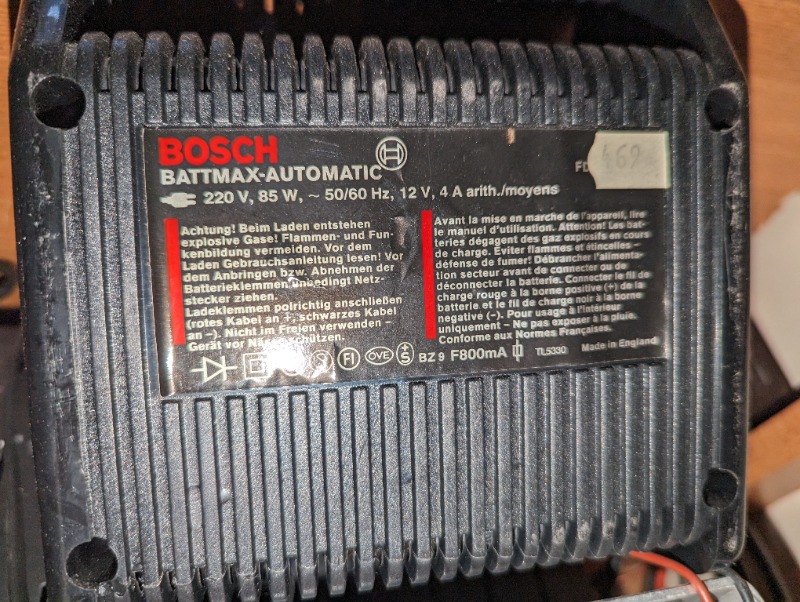 BOSCH
BATTMAX-AUTOMATIC
FD
469
220 V, 85 W, ~ 50/60 Hz, 12 V, 4 A arith./moyens
Achtung! Beim Laden entstehen
explosive Gase! Flammen- und Fun-
kenbildung vermeiden. Vor dem
Laden Gebrauchsanleitung lesen! Vor
dem Anbringen bzw. Abnehmen der
Batterieklemmen unbedingt Netz-
stecker ziehen.
Ladeklemmen polrichtig anschließen
(rotes Kabel an +, schwarzes Kabel
an –). Nicht im Freien verwenden –
Gerät vor Nässe schützen.
Avant la mise en marche de l'appareil, lire
le manuel d'utilisation. Attention! Les bat-
teries dégagent des gaz explosifs en cours
de charge. Eviter flammes et étincelles –
défense de fumer! Débrancher l'alimenta-
tion secteur avant de connecter ou de
déconnecter la batterie. Connecter le fil de
charge rouge à la borne positive (+) de la
batterie et le fil de charge noir à la borne
negative (–). Pour usage à l'intérieur
uniquement – Ne pas exposer à la pluie.
Conforme aux Normes Françaises.
FI ÖVE +S BZ 9 F800mA TL5330 Made in England